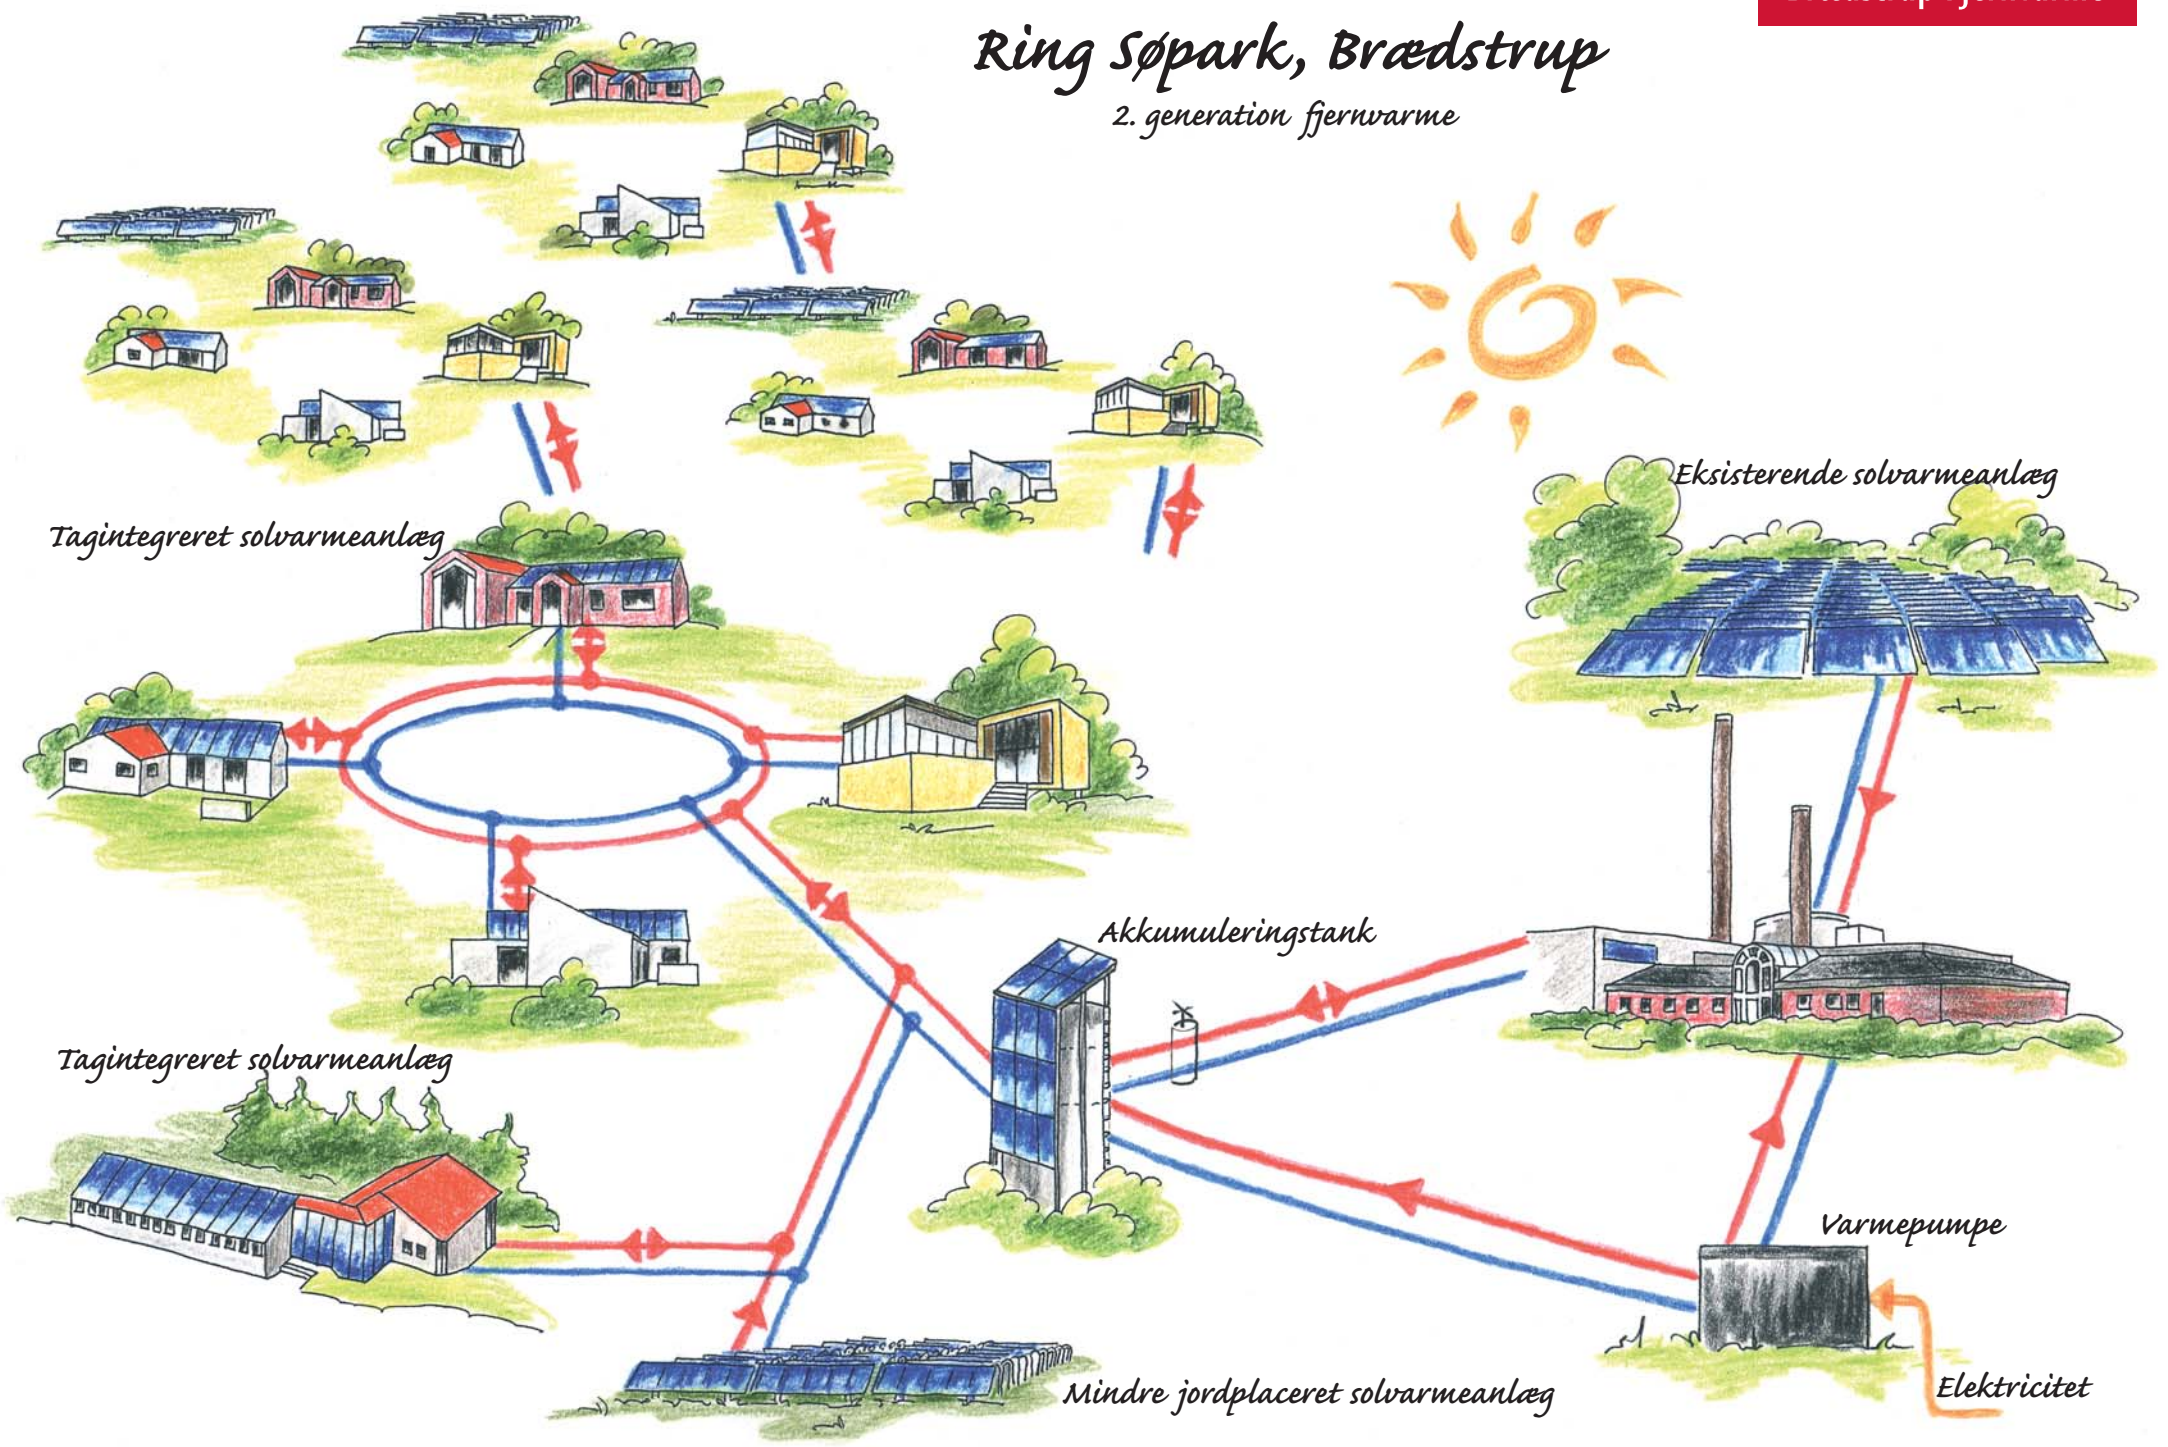 Ring Søpark, Brædstrup
2. generation fjernvarme
Eksisterende solvarmeanlæg
Tagintegreret solvarmeanlæg
Akkumuleringstank
Tagintegreret solvarmeanlæg
Varmepumpe
Mindre jordplaceret solvarmeanlæg
Elektricitet